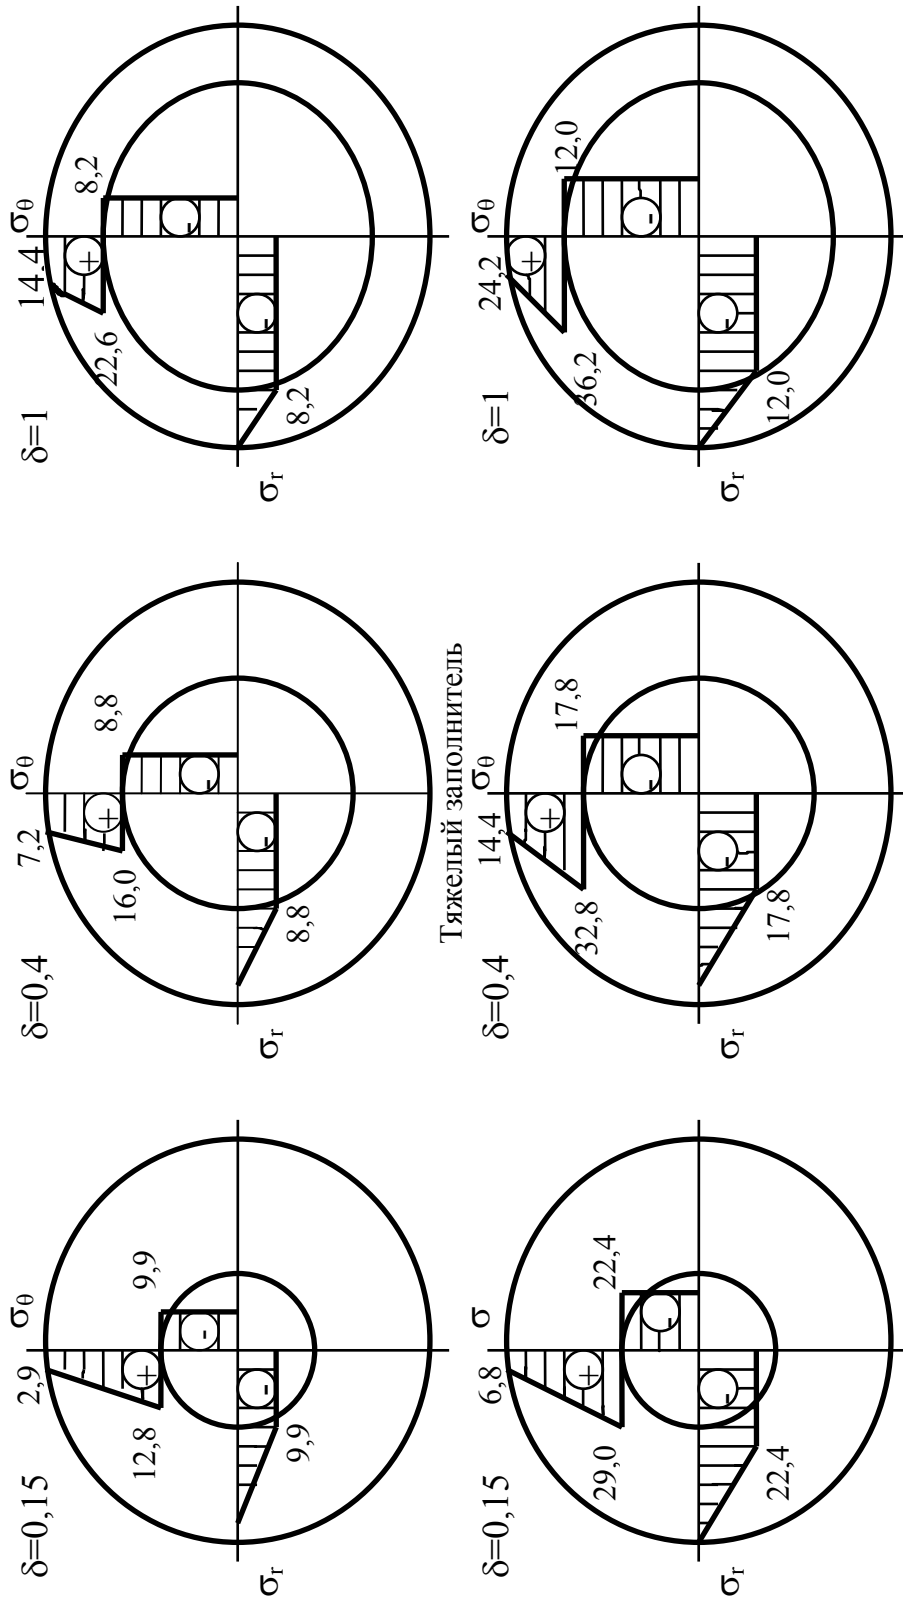 δ=0,15
2,9
σθ
12,8
9,9
9,9
σr
δ=0,4
7,2
σθ
16,0
8,8
8,8
σr
δ=1
14,4
σθ
22,6
8,2
8,2
σr
Тяжелый заполнитель
δ=0,15
6,8
σ
29,0
22,4
22,4
σr
δ=0,4
14,4
σθ
32,8
17,8
17,8
σr
δ=1
24,2
σθ
36,2
12,0
12,0
σr